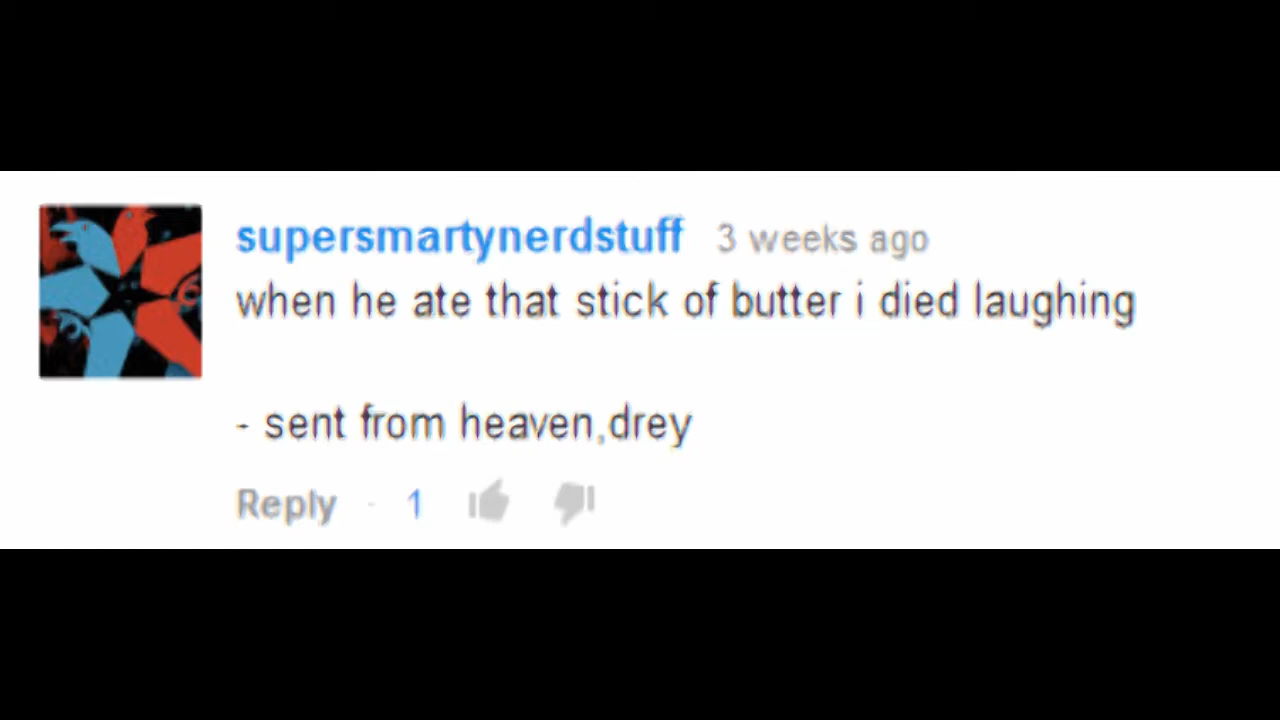 supersmartynerdstuff 3 weeks ago
when he ate that stick of butter i died laughing
- sent from heaven,drey
Reply · 1